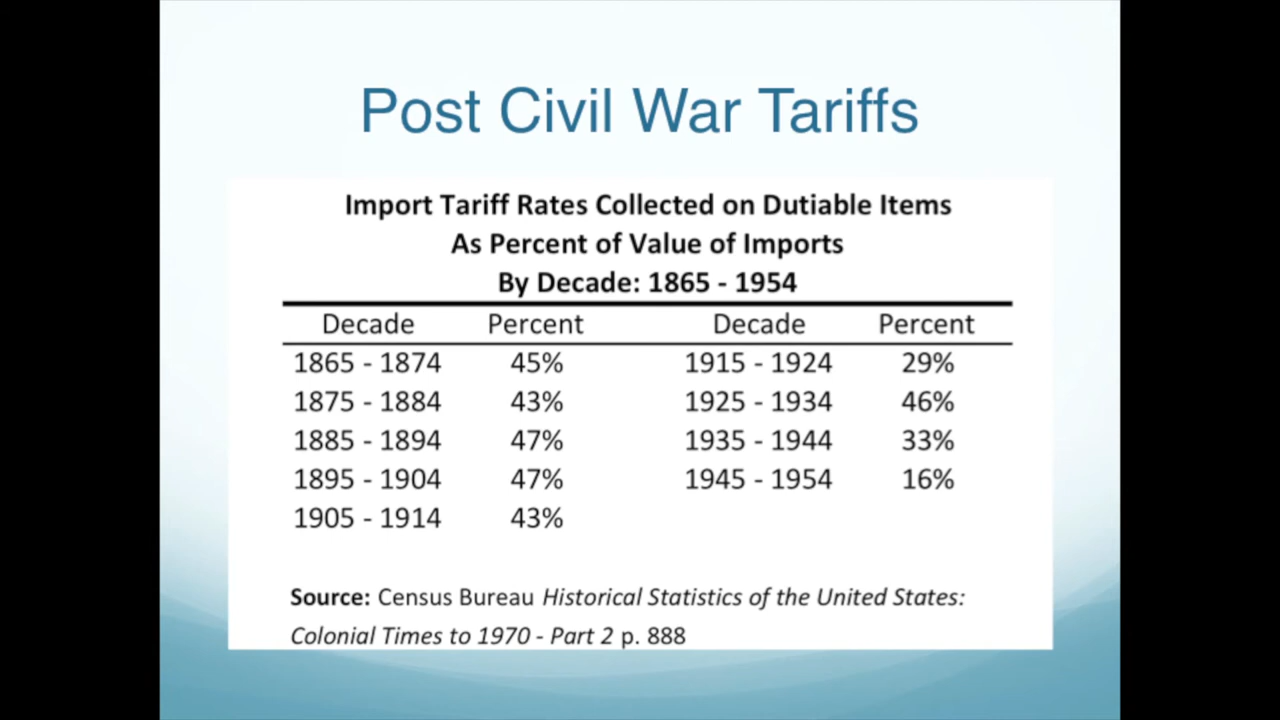 Post Civil War Tariffs
Import Tariff Rates Collected on Dutiable Items
As Percent of Value of Imports
By Decade: 1865 - 1954
Decade Percent Decade Percent
1865 - 1874 45% 1915 - 1924 29%
1875 - 1884 43% 1925 - 1934 46%
1885 - 1894 47% 1935 - 1944 33%
1895 - 1904 47% 1945 - 1954 16%
1905 - 1914 43%
Source: Census Bureau Historical Statistics of the United States:
Colonial Times to 1970 - Part 2 p. 888